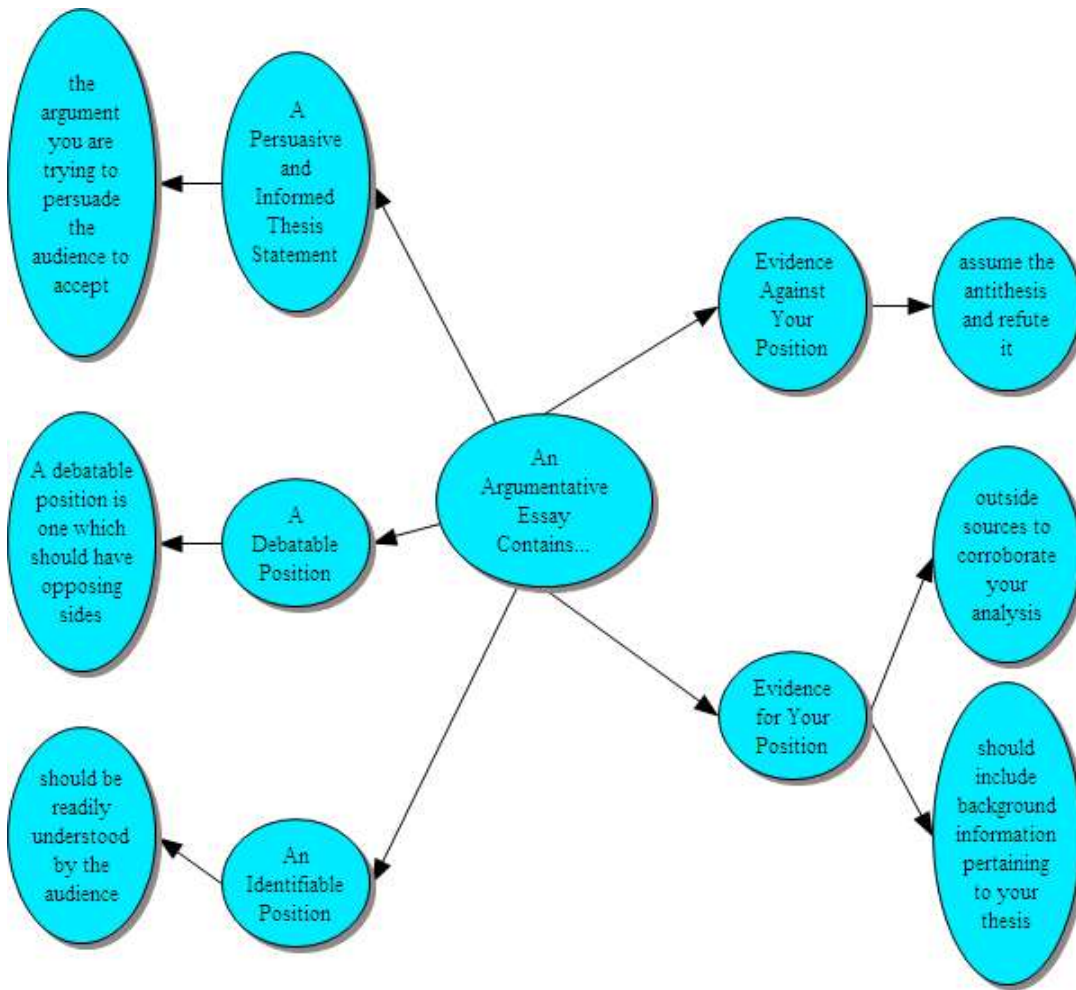 the
argument
you are
trying to
persuade
the
audience to
accept
A
Persuasive
and
Informed
Thesis
Statement
Evidence
Against
Your
Position
assume the
antithesis
and refute
it
An
Argumentative
Essay
Contains...
A debatable
position is
one which
should have
opposing
sides
A
Debatable
Position
outside
sources to
corroborate
your
analysis
Evidence
for Your
Position
should
include
background
information
pertaining
to your
thesis
should be
readily
understood
by the
audience
An
Identifiable
Position